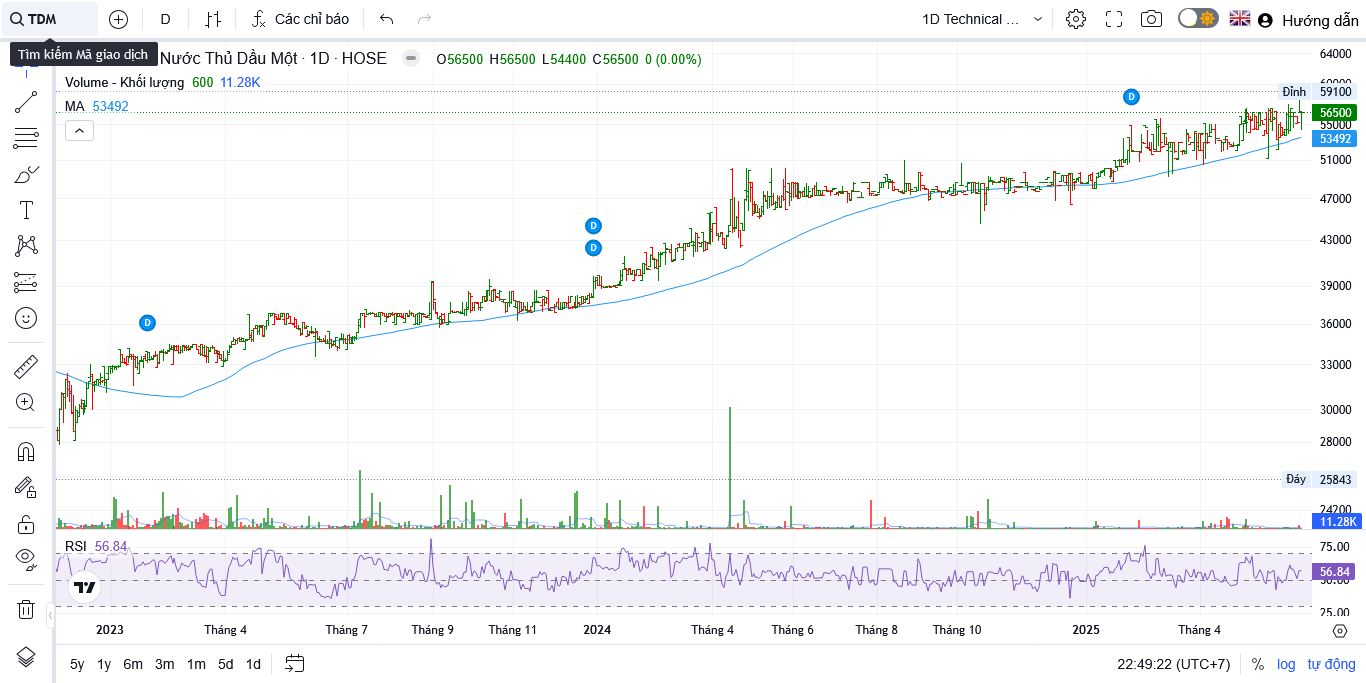 TDM D Các chỉ báo 1D Technical ... Hướng dẫn
Tìm kiếm Mã giao dịch
Nước Thủ Dầu Một · 1D · HOSE O56500 H56500 L54400 C56500 0 (0.00%)
Volume - Khối lượng 600 11.28K
MA 53492
64000
Đỉnh 59100
56500
55000
53492
51000
47000
43000
39000
36000
33000
30000
28000
Đáy 25843
24200
11.28K
D
D
D
D
RSI 56.84
75.00
56.84
50.00
25.00
2023 Tháng 4 Tháng 7 Tháng 9 Tháng 11 2024 Tháng 4 Tháng 6 Tháng 8 Tháng 10 2025 Tháng 4
5y 1y 6m 3m 1m 5d 1d 22:49:22 (UTC+7) % log tự động